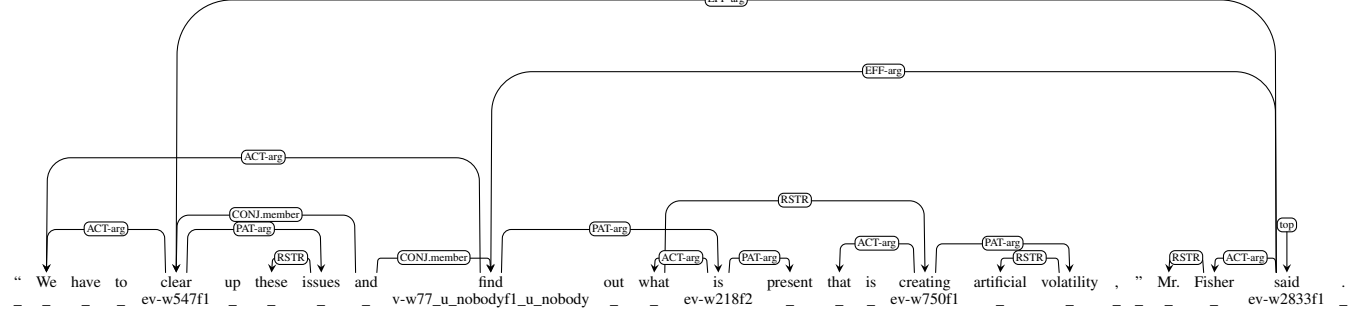 EFF-arg
EFF-arg
ACT-arg
RSTR
CONJ.member
top
ACT-arg PAT-arg PAT-arg ACT-arg PAT-arg
RSTR CONJ.member ACT-arg PAT-arg RSTR RSTR ACT-arg
“ We have to clear up these issues and find out what is present that is creating artificial volatility , ” Mr. Fisher said .
_ _ _ _ ev-w547f1 _ _ _ _ v-w77_u_nobodyf1_u_nobody _ _ ev-w218f2 _ _ _ ev-w750f1 _ _ _ _ _ _ ev-w2833f1 _